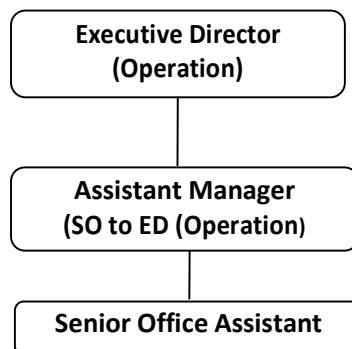 Executive Director
(Operation)
Assistant Manager
(SO to ED (Operation)
Senior Office Assistant